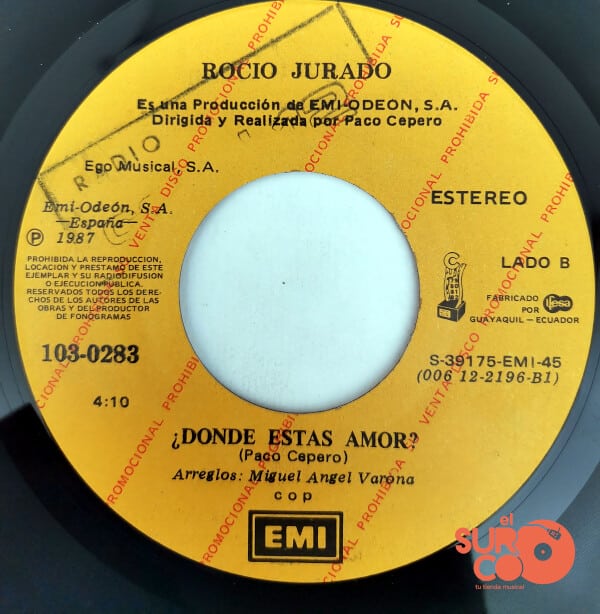 ROCIO JURADO
Es una Producción de EMI-ODEON, S.A.
Dirigida y Realizada por Paco Cepero
RADIO
Ego Musical, S.A.
ESTEREO
Emi-Odeón, S.A.
—España—
Ⓟ 1987
PROHIBIDA LA REPRODUCCION,
LOCACION Y PRESTAMO DE ESTE
EJEMPLAR Y SU RADIODIFUSION
O EJECUCION PUBLICA.
RESERVADOS TODOS LOS DERE-
CHOS DE LOS AUTORES DE LAS
OBRAS Y DEL PRODUCTOR
DE FONOGRAMAS
LADO B
FABRICADO
POR
GUAYAQUIL - ECUADOR
103-0283
S-39175-EMI-45
(006 12-2196-B1)
4:10
¿DONDE ESTAS AMOR?
(Paco Cepero)
Arreglos: Miguel Angel Varona
cop
EMI
DISCO PROMOCIONAL PROHIBIDA SU VENTA
el
SURCO
tu tienda musical